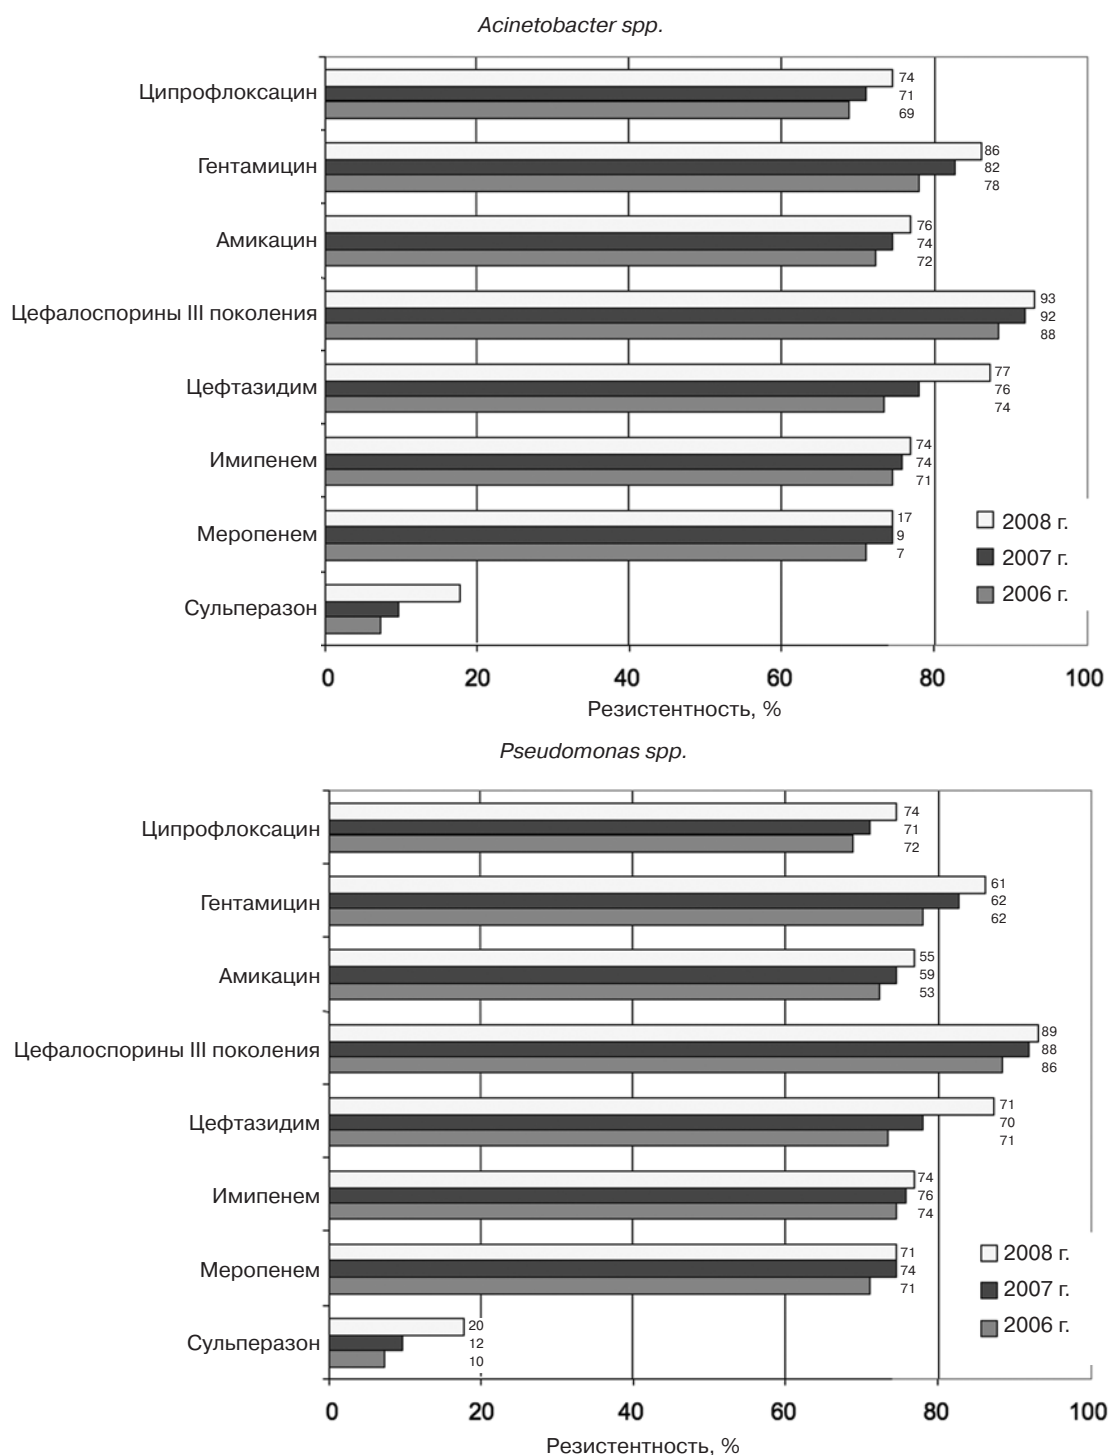 Acinetobacter spp.
Ципрофлоксацин
74
71
69
Гентамицин
86
82
78
Амикацин
76
74
72
Цефалоспорины III поколения
93
92
88
Цефтазидим
77
76
74
Имипенем
74
74
71
Меропенем
17
9
7
Сульперазон
2008 г.
2007 г.
2006 г.
0 20 40 60 80 100
Резистентность, %
Pseudomonas spp.
Ципрофлоксацин
74
71
72
Гентамицин
61
62
62
Амикацин
55
59
53
Цефалоспорины III поколения
89
88
86
Цефтазидим
71
70
71
Имипенем
74
76
74
Меропенем
71
74
71
Сульперазон
20
12
10
2008 г.
2007 г.
2006 г.
0 20 40 60 80 100
Резистентность, %